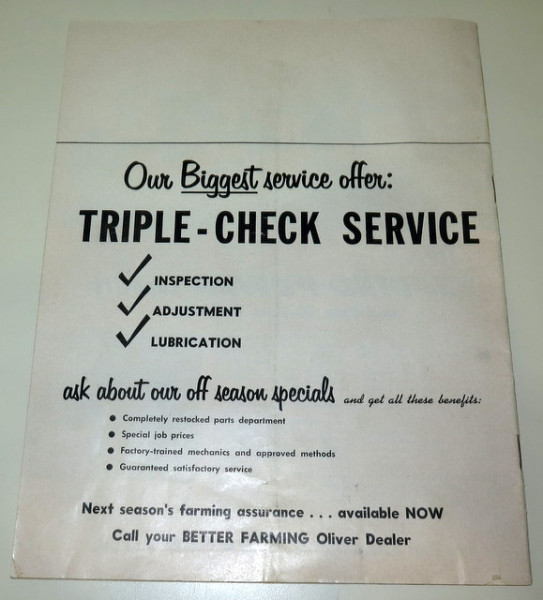 Our Biggest service offer:
TRIPLE-CHECK SERVICE
✓ INSPECTION
✓ ADJUSTMENT
✓ LUBRICATION
ask about our off season specials and get all these benefits:
● Completely restocked parts department
● Special job prices
● Factory-trained mechanics and approved methods
● Guaranteed satisfactory service
Next season's farming assurance . . . available NOW
Call your BETTER FARMING Oliver Dealer